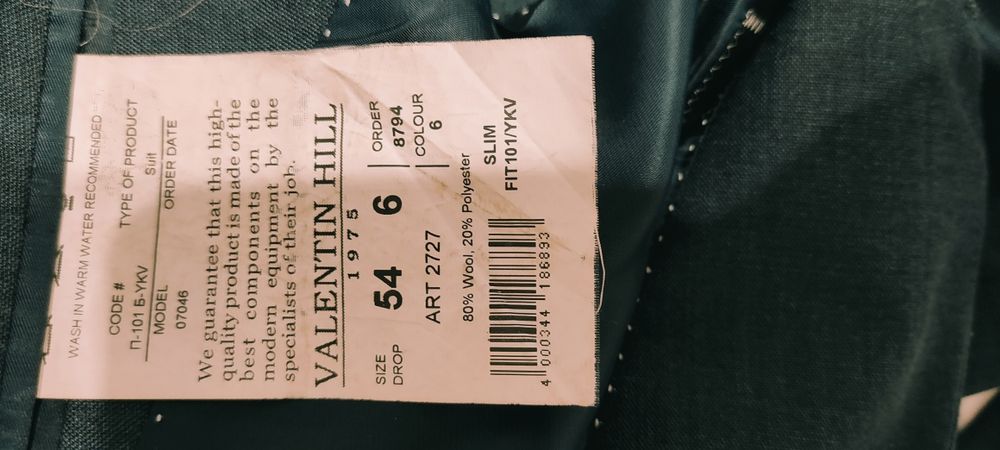 WASH IN WARM WATER RECOMMENDED
CODE # TYPE OF PRODUCT
П-101 Б-YKV Suit
MODEL ORDER DATE
07046
We guarantee that this high-
quality product is made of the
best components on the
modern equipment by the
specialists of their job.
VALENTIN HILL
1975
SIZE 54 6 ORDER
DROP 8794
COLOUR
ART 2727 6
80% Wool, 20% Polyester
SLIM
FIT101/YKV
4 000344 186893